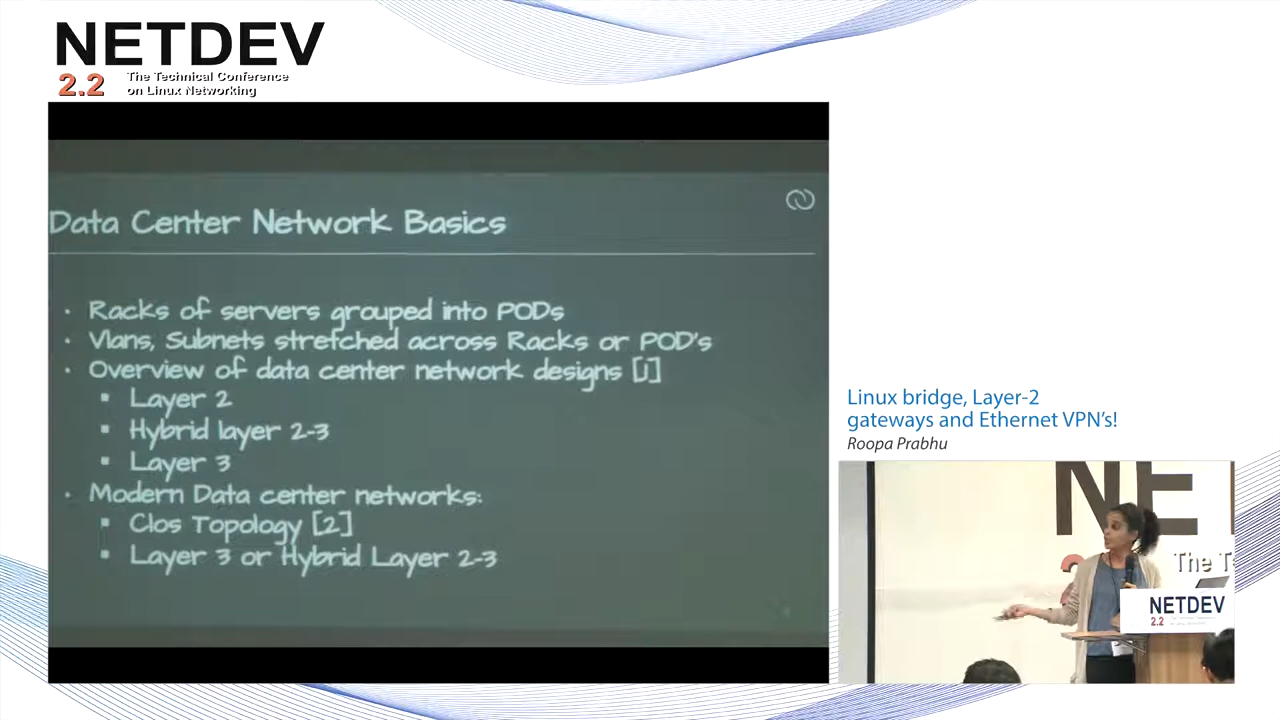 NETDEV
2.2
The Technical Conference
on Linux Networking
Data Center Network Basics
• Racks of servers grouped into PODs
• Vlans, Subnets stretched across Racks or POD's
• Overview of data center network designs [1]
▪ Layer 2
▪ Hybrid layer 2-3
▪ Layer 3
• Modern Data center networks:
▪ Clos Topology [2]
▪ Layer 3 or Hybrid Layer 2-3
Linux bridge, Layer-2
gateways and Ethernet VPN's!
Roopa Prabhu
NE
The T
NETDEV
2.2